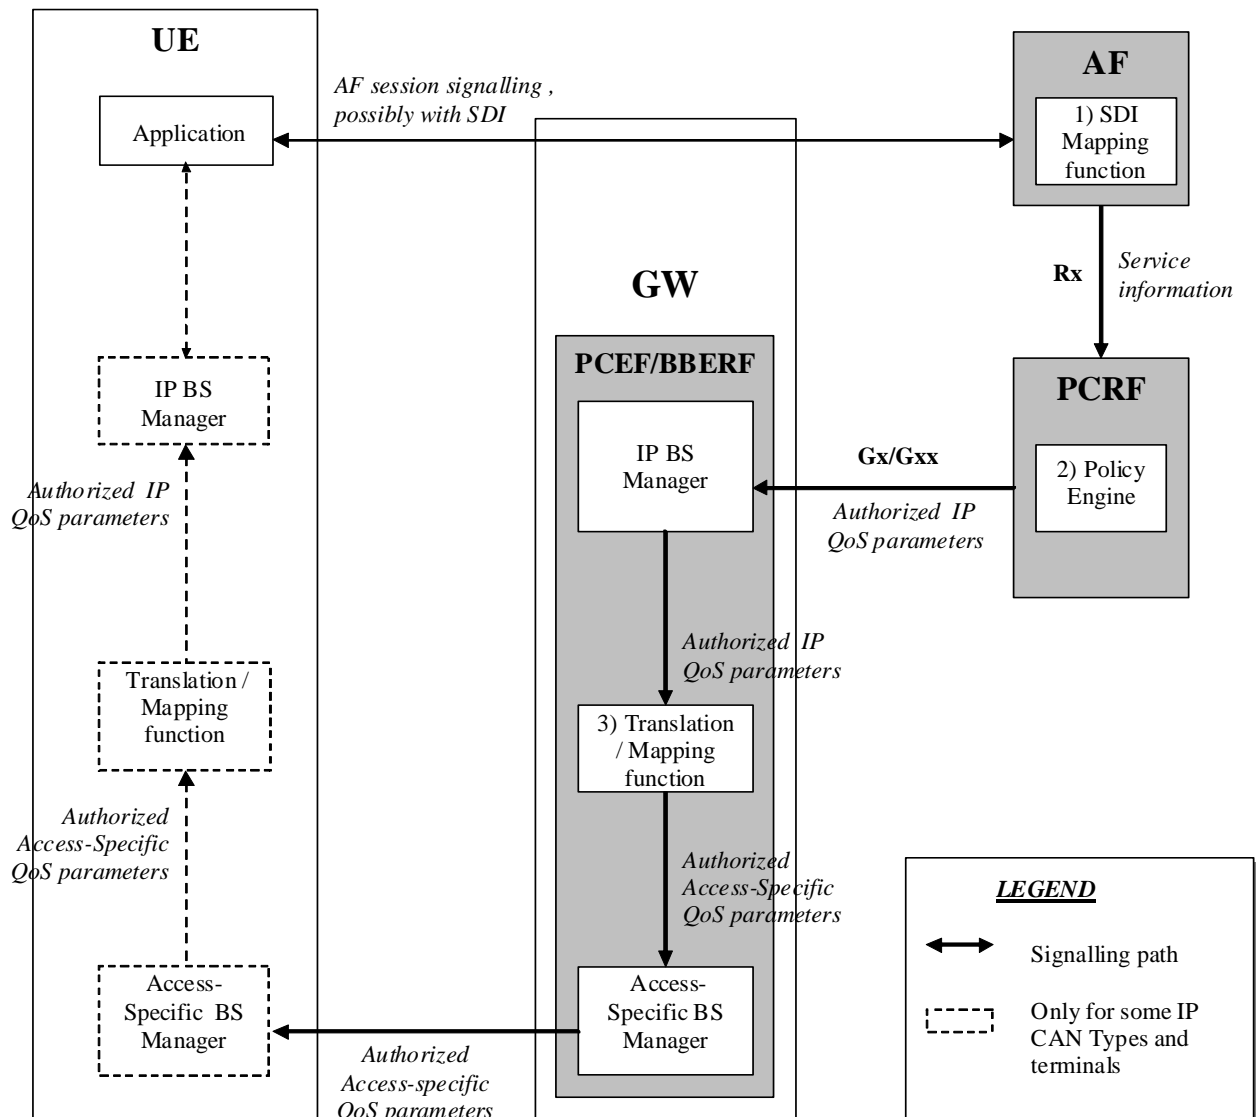 UE
Application
AF session signalling ,
possibly with SDI
AF
1) SDI
Mapping
function
Rx
Service
information
GW
PCEF/BBERF
IP BS
Manager
IP BS
Manager
Gx/Gxx
Authorized IP
QoS parameters
PCRF
2) Policy
Engine
Authorized IP
QoS parameters
Authorized IP
QoS parameters
Translation /
Mapping
function
3) Translation
/ Mapping
function
Authorized
Access-Specific
QoS parameters
Authorized
Access-Specific
QoS parameters
Access-
Specific BS
Manager
Access-
Specific BS
Manager
Authorized
Access-specific
QoS parameters
LEGEND
Signalling path
Only for some IP
CAN Types and
terminals